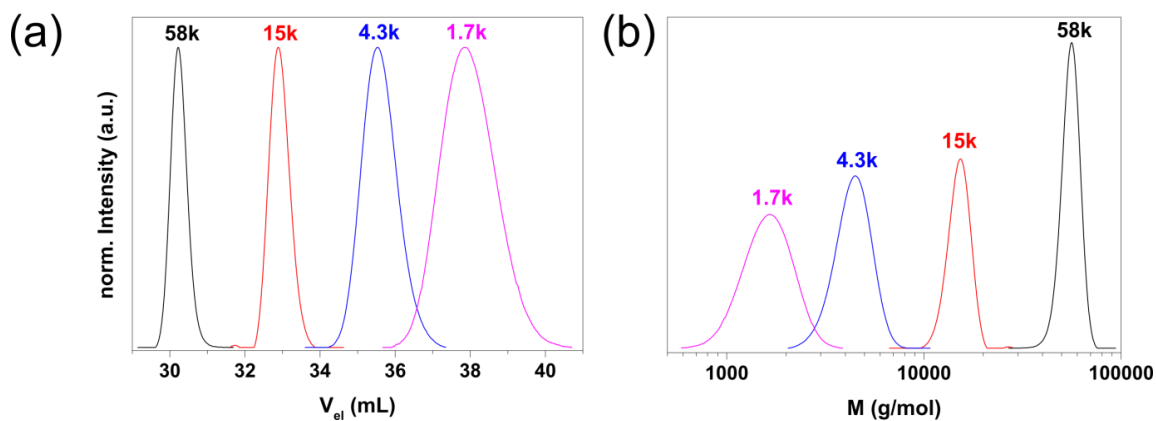 (a)
58k
15k
4.3k
1.7k
norm. Intensity (a.u.)
30
32
34
36
38
40
V_el (mL)
(b)
58k
15k
4.3k
1.7k
1000
10000
100000
M (g/mol)